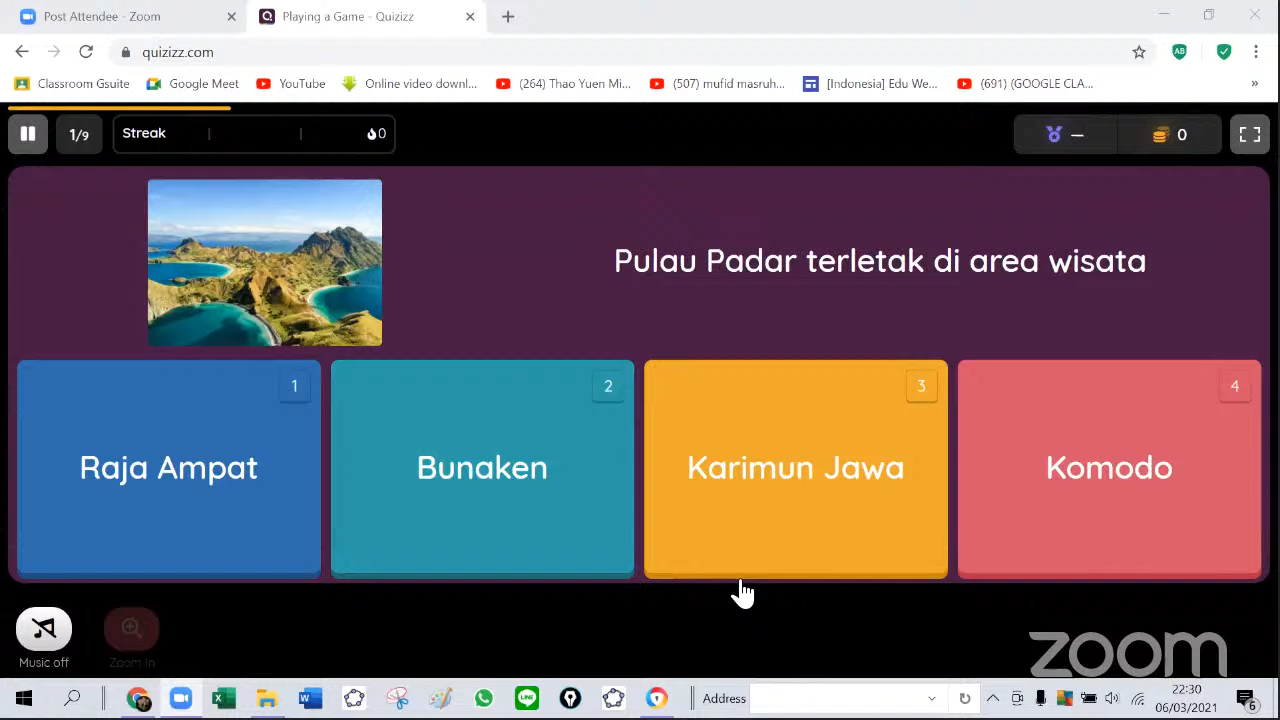 Post Attendee - Zoom
Playing a Game - Quizizz
quizizz.com
Classroom Gsuite
Google Meet
YouTube
Online video downl...
(264) Thao Yuen Mi...
(507) mmd masruh...
[Indonesia] Edu We...
(691) (GOOGLE CLA...
»
1/9
Streak
0
—
0
Pulau Padar terletak di area wisata
1
Raja Ampat
2
Bunaken
3
Karimun Jawa
4
Komodo
Music off
Zoom In
zoom
Address
22:30
06/03/2021
6